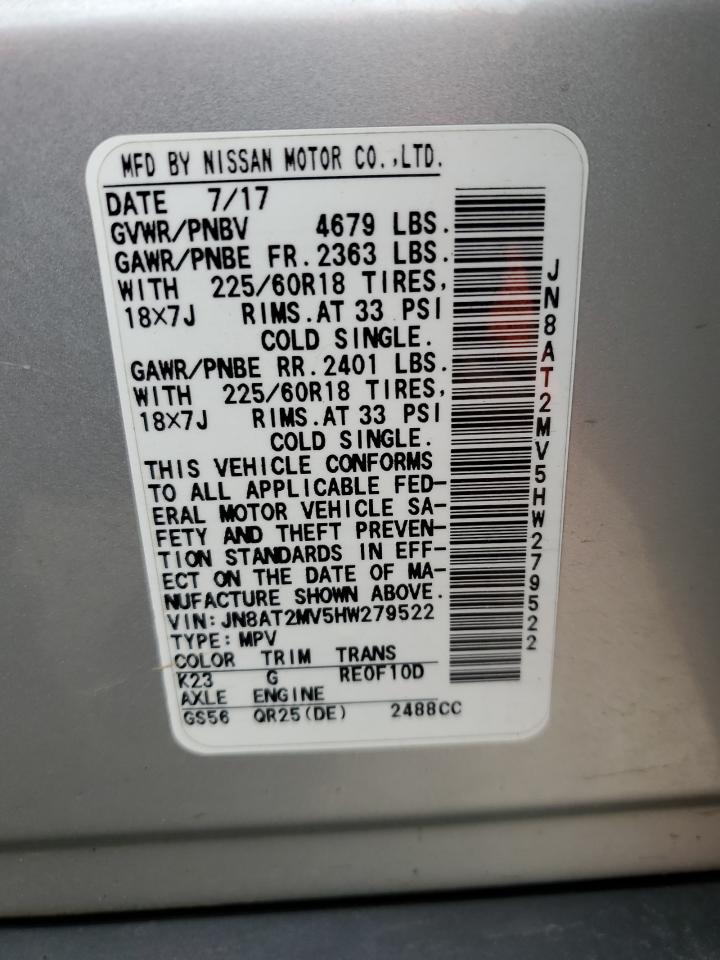 MFD BY NISSAN MOTOR CO.,LTD.
DATE 7/17
GVWR/PNBV 4679 LBS.
GAWR/PNBE FR.2363 LBS.
WITH 225/60R18 TIRES,
18×7J RIMS.AT 33 PSI
COLD SINGLE.
GAWR/PNBE RR.2401 LBS.
WITH 225/60R18 TIRES,
18×7J RIMS.AT 33 PSI
COLD SINGLE.
THIS VEHICLE CONFORMS
TO ALL APPLICABLE FED-
ERAL MOTOR VEHICLE SA-
FETY AND THEFT PREVEN-
TION STANDARDS IN EFF-
ECT ON THE DATE OF MA-
NUFACTURE SHOWN ABOVE.
VIN:JN8AT2MV5HW279522
TYPE:MPV
COLOR TRIM TRANS
K23 G RE0F10D
AXLE ENGINE
GS56 QR25(DE) 2488CC
JN8AT2MV5HW279522